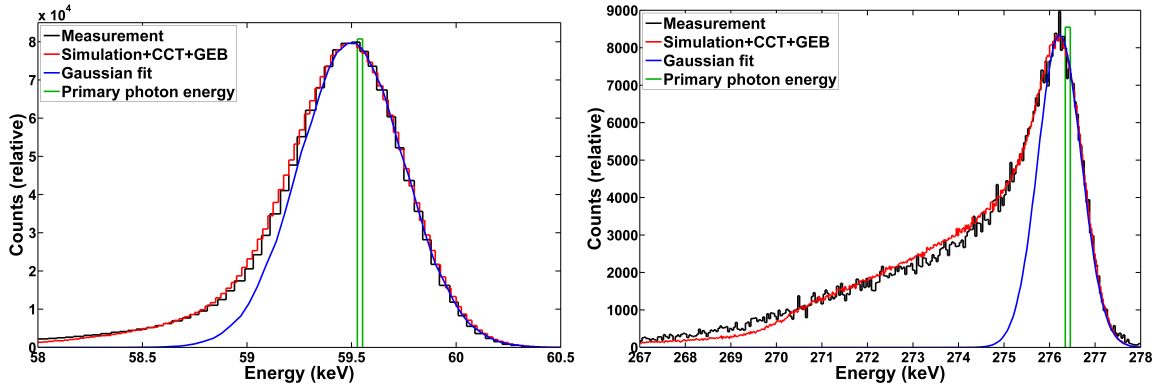 x 10⁴
Measurement
Simulation+CCT+GEB
Gaussian fit
Primary photon energy
8
7
6
5
4
3
2
1
0
Counts (relative)
58
58.5
59
59.5
60
60.5
Energy (keV)
Measurement
Simulation+CCT+GEB
Gaussian fit
Primary photon energy
9000
8000
7000
6000
5000
4000
3000
2000
1000
0
Counts (relative)
267
268
269
270
271
272
273
274
275
276
277
278
Energy (keV)